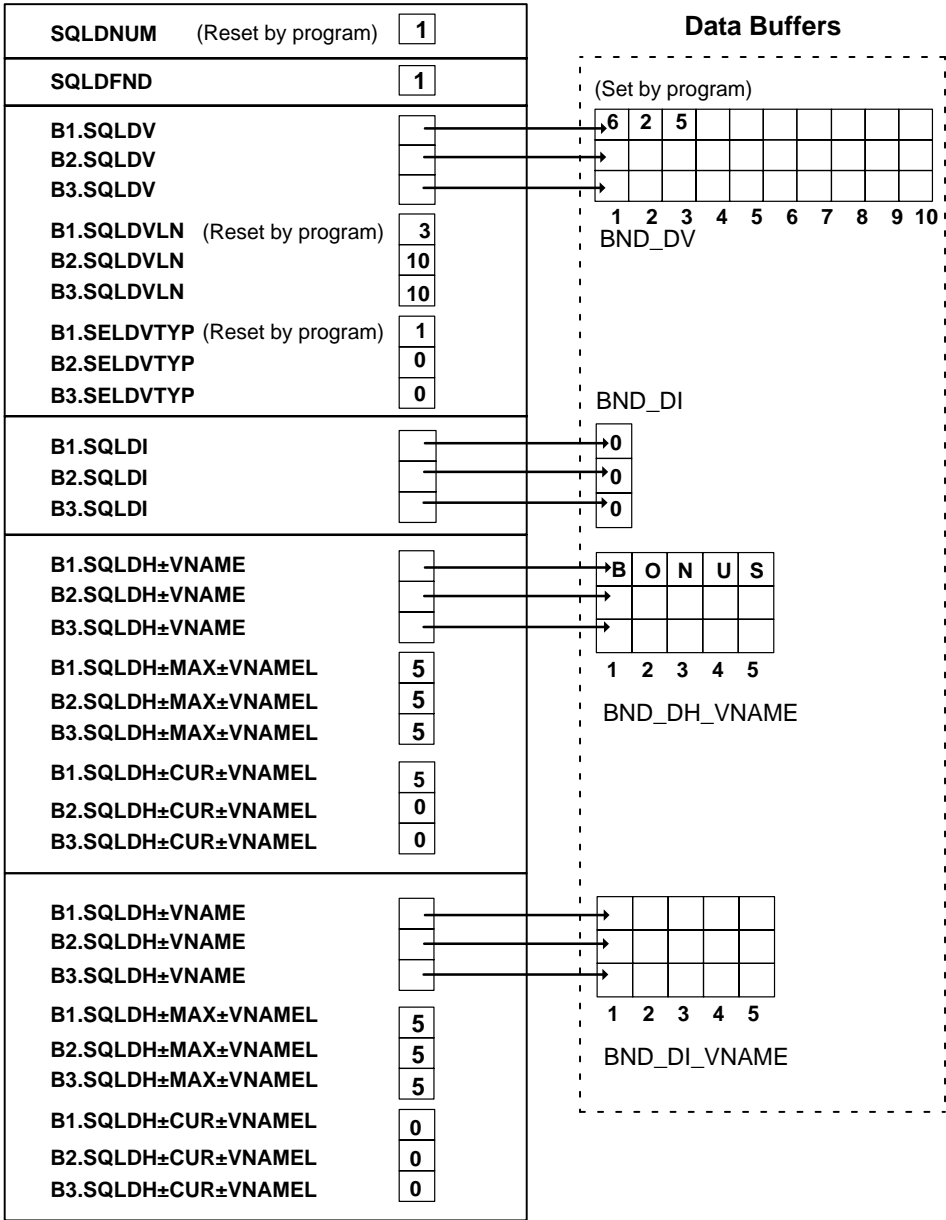 Data Buffers
SQLDNUM (Reset by program) 1
SQLDFND 1
(Set by program)
B1.SQLDV 6 2 5
B2.SQLDV
B3.SQLDV
1 2 3 4 5 6 7 8 9 10
B1.SQLDVLN (Reset by program) 3
BND_DV
B2.SQLDVLN 10
B3.SQLDVLN 10
B1.SELDVTYP (Reset by program) 1
B2.SELDVTYP 0
B3.SELDVTYP 0
BND_DI
B1.SQLDI 0
B2.SQLDI 0
B3.SQLDI 0
B1.SQLDH±VNAME B O N U S
B2.SQLDH±VNAME
B3.SQLDH±VNAME
B1.SQLDH±MAX±VNAMEL 5
1 2 3 4 5
B2.SQLDH±MAX±VNAMEL 5
BND_DH_VNAME
B3.SQLDH±MAX±VNAMEL 5
B1.SQLDH±CUR±VNAMEL 5
B2.SQLDH±CUR±VNAMEL 0
B3.SQLDH±CUR±VNAMEL 0
B1.SQLDH±VNAME
B2.SQLDH±VNAME
B3.SQLDH±VNAME
B1.SQLDH±MAX±VNAMEL 5
1 2 3 4 5
B2.SQLDH±MAX±VNAMEL 5
BND_DI_VNAME
B3.SQLDH±MAX±VNAMEL 5
B1.SQLDH±CUR±VNAMEL 0
B2.SQLDH±CUR±VNAMEL 0
B3.SQLDH±CUR±VNAMEL 0